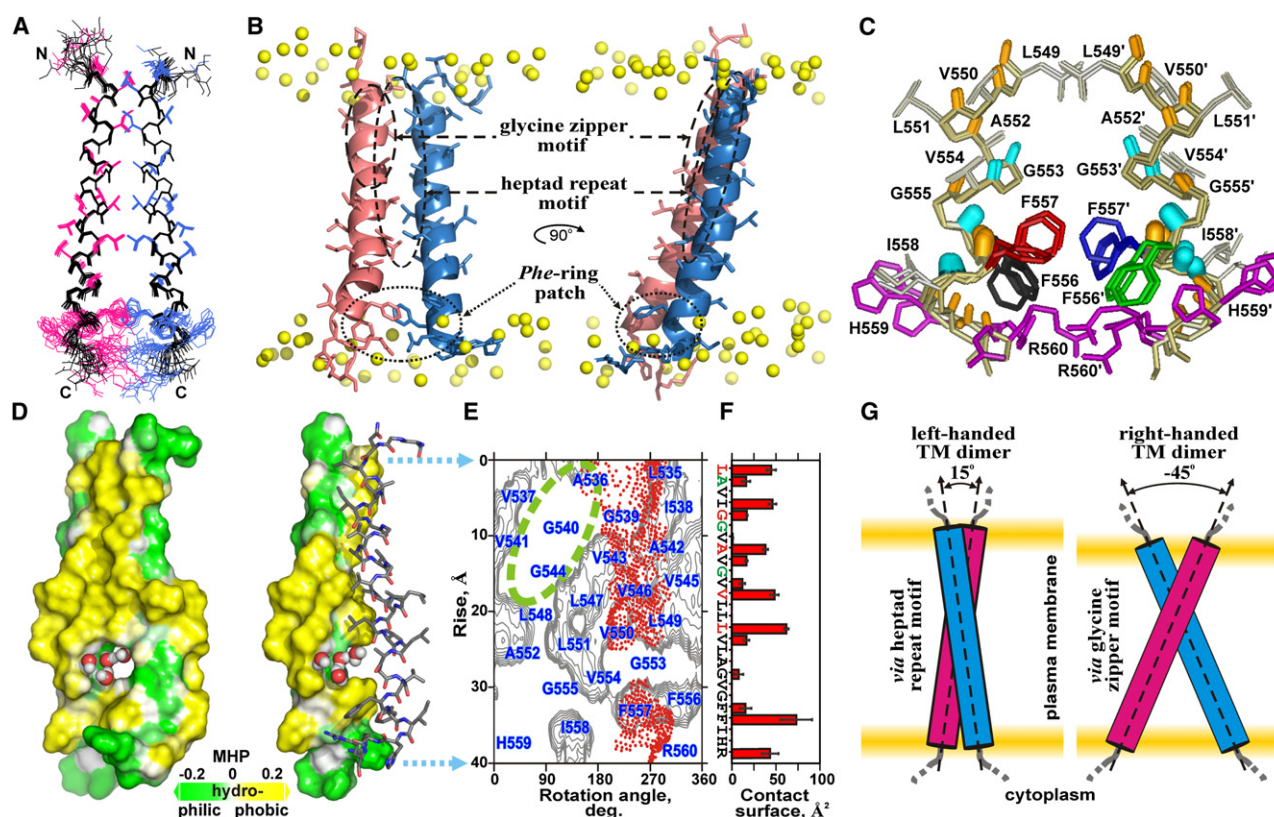 A
N
N
C
C
B
glycine zipper
motif
heptad repeat
motif
90°
Phe-ring
patch
C
L549 L549'
V550 V550'
L551 A552 A552' L551'
V554 G553 G553' V554'
G555 F557 F557' G555'
I558 F556 F556' I558'
H559 R560 R560' H559'
D
MHP
-0.2 0 0.2
hydro-
philic phobic
E
Rise, Å
0
10
20
30
40
A536 L535
V537 I538
G540 G539
V541 V543 A542
G544 V546 V545
L548 L547 L549
L551 V550
A552 V554 G553
G555 F557 F556
I558
H559 R560
0 90 180 270 360
Rotation angle,
deg.
F
L
A
V
I
G
G
V
A
V
G
V
V
L
L
L
V
I
L
A
G
V
G
F
F
I
H
R
0 50 100
Contact
surface, Å²
G
left-handed
TM dimer
15°
right-handed
TM dimer
-45°
via heptad
repeat motif
plasma membrane
via glycine
zipper motif
cytoplasm